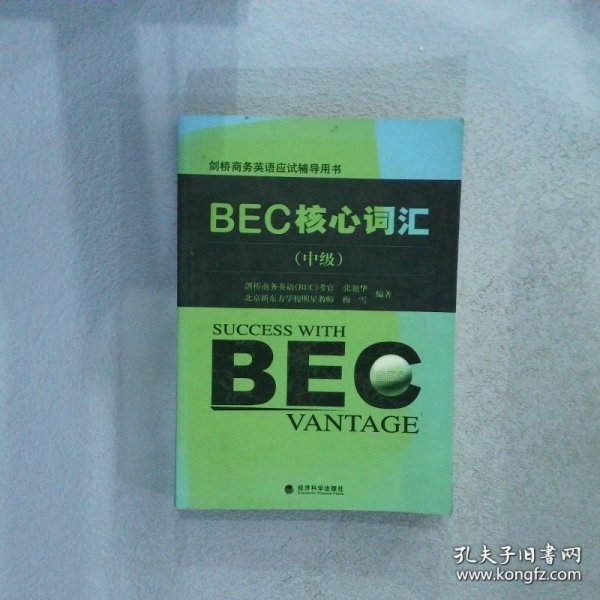 剑桥商务英语应试辅导用书
BEC核心词汇
（中级）
剑桥商务英语(BEC)考官 张艳华
北京新东方学校明星教师 梅 雪
编著
SUCCESS WITH
BEC
BEC
VANTAGE
经济科学出版社
Economic Science Press
孔夫子旧书网
www.kongfz.com